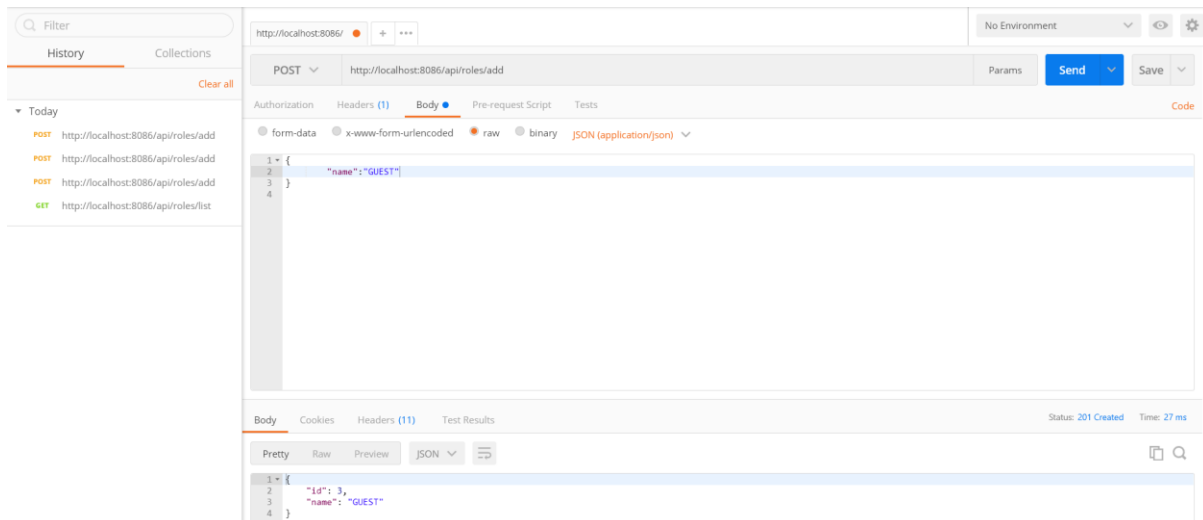 Filter
History Collections
Clear all
Today
POST http://localhost:8086/api/roles/add
POST http://localhost:8086/api/roles/add
POST http://localhost:8086/api/roles/add
GET http://localhost:8086/api/roles/list
http://localhost:8086/ + •••
No Environment
POST http://localhost:8086/api/roles/add Params Send Save
Authorization Headers (1) Body Pre-request Script Tests Code
form-data x-www-form-urlencoded raw binary JSON (application/json)
1 {
2 "name":"GUEST"
3 }
4
Body Cookies Headers (11) Test Results Status: 201 Created Time: 27 ms
Pretty Raw Preview JSON
1 {
2 "id": 3,
3 "name": "GUEST"
4 }